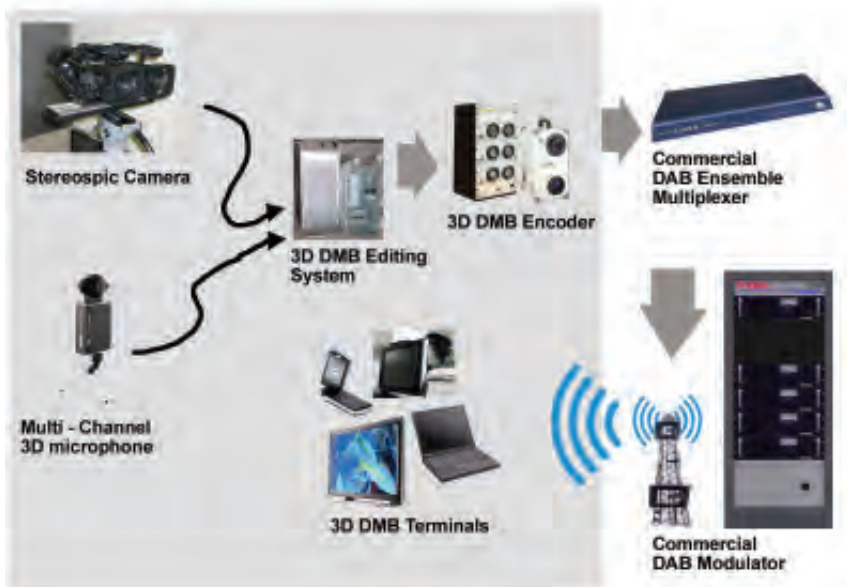 Stereospic Camera
3D DMB Editing
System
3D DMB Encoder
Commercial
DAB Ensemble
Multiplexer
Multi - Channel
3D microphone
3D DMB Terminals
Commercial
DAB Modulator